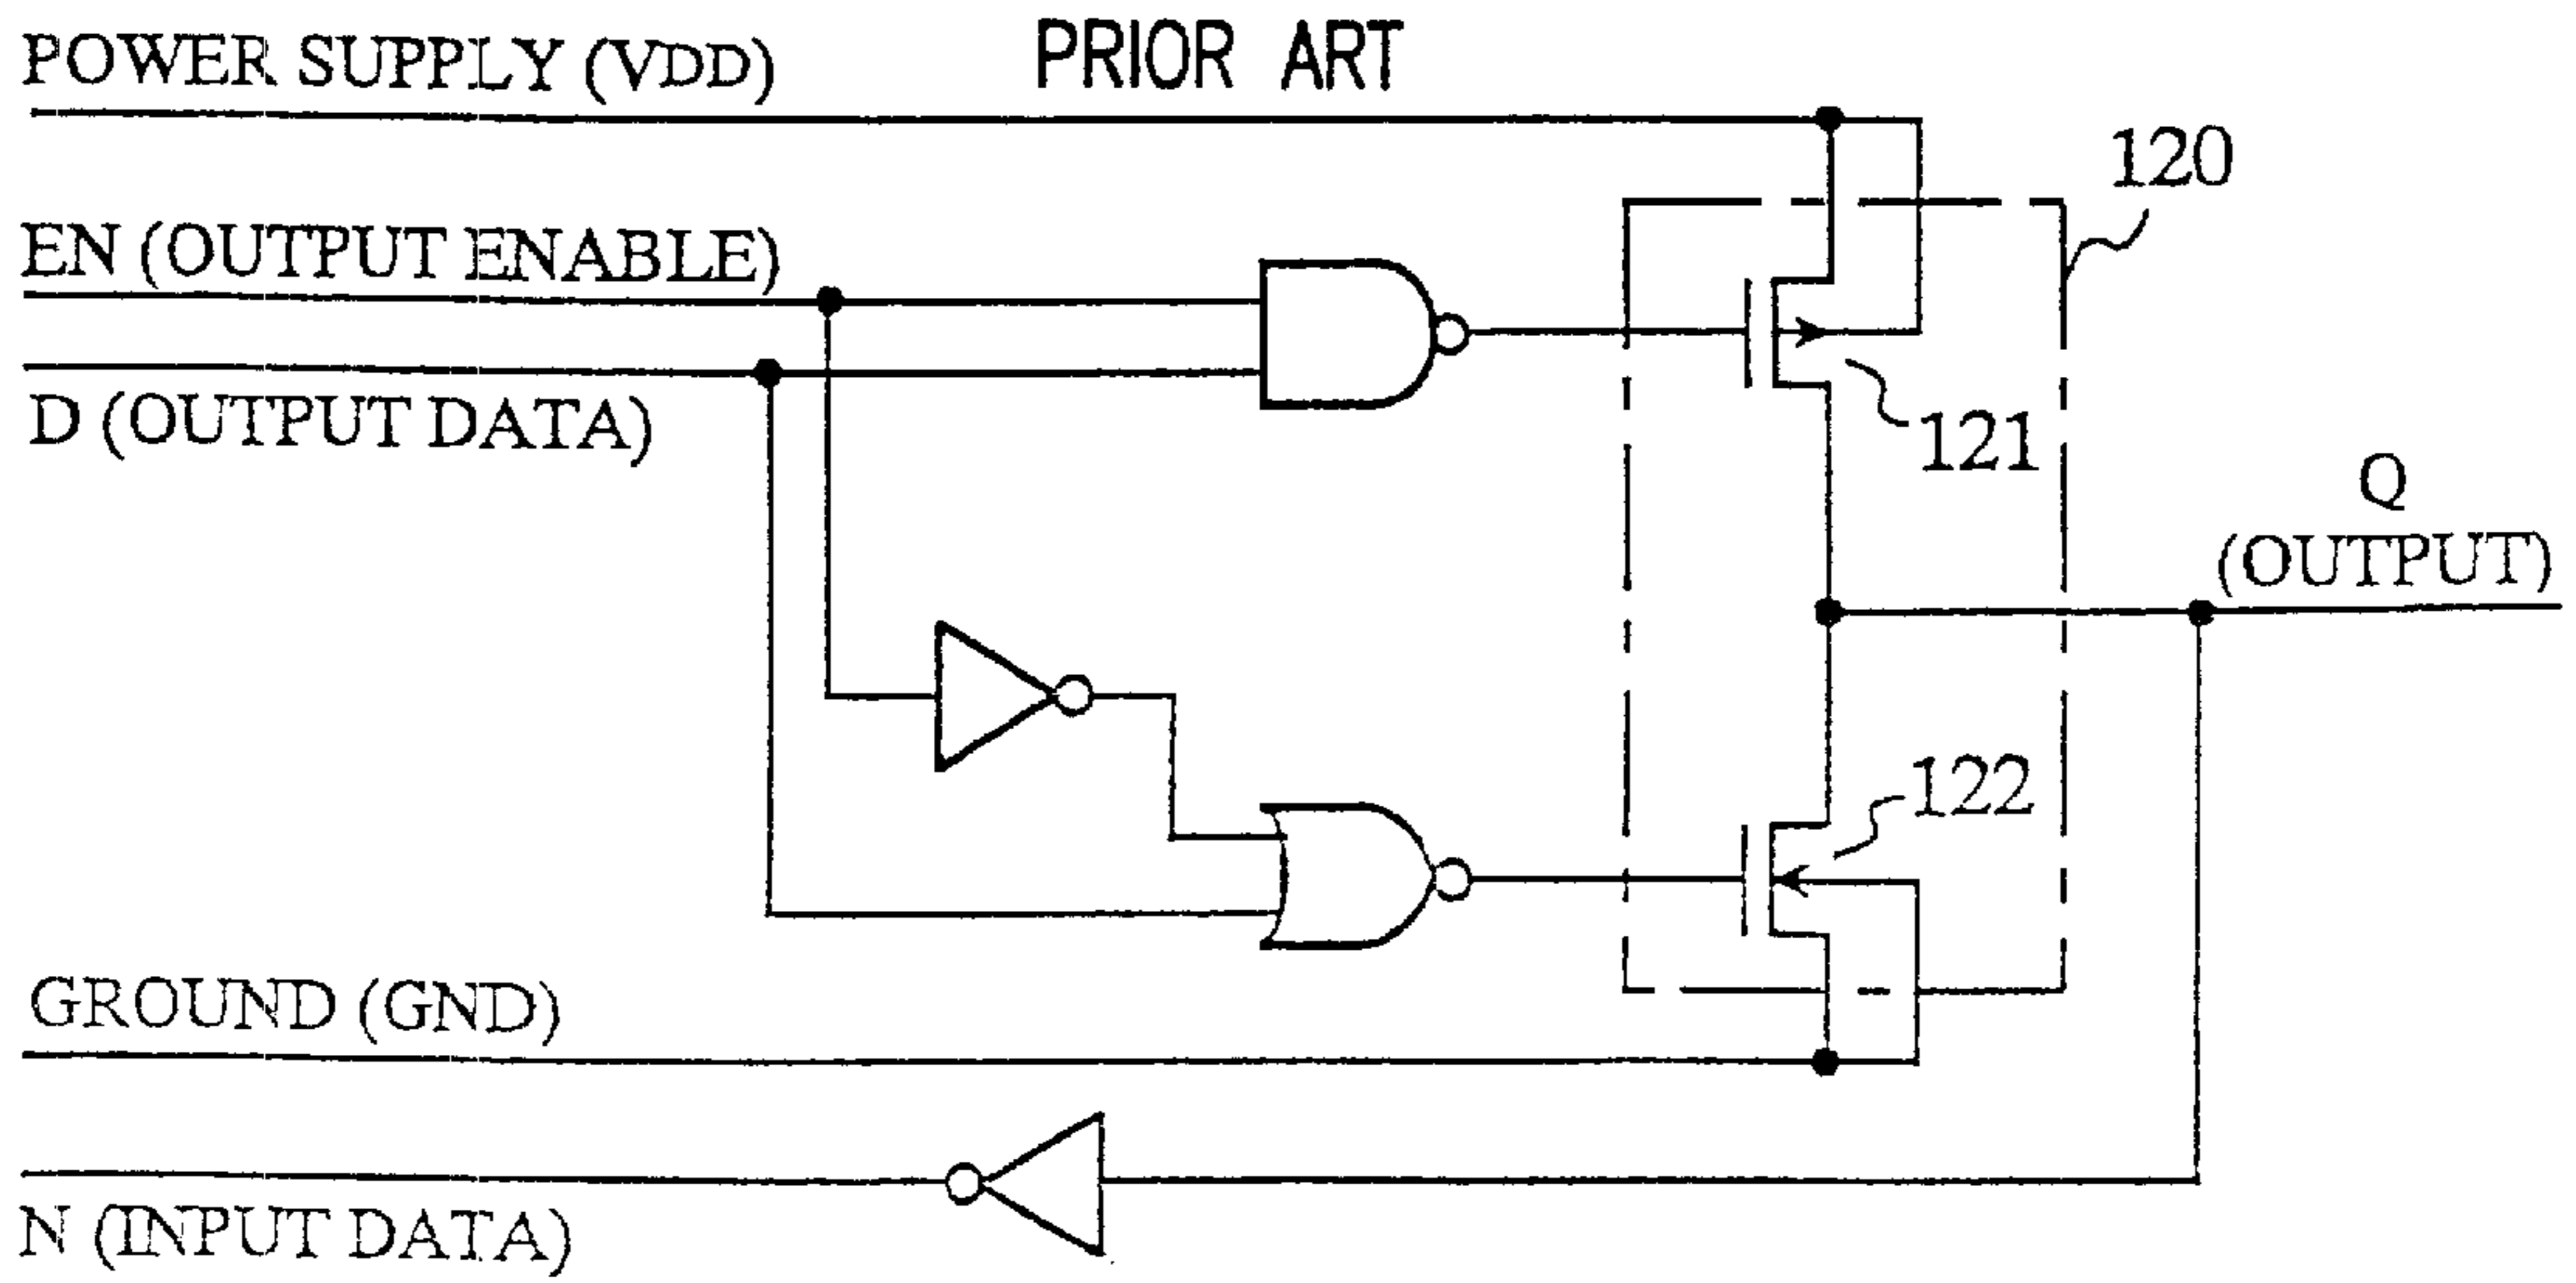 POWER SUPPLY (VDD)
PRIOR ART
120
EN (OUTPUT ENABLE)
D (OUTPUT DATA)
121
Q
(OUTPUT)
122
GROUND (GND)
N (INPUT DATA)